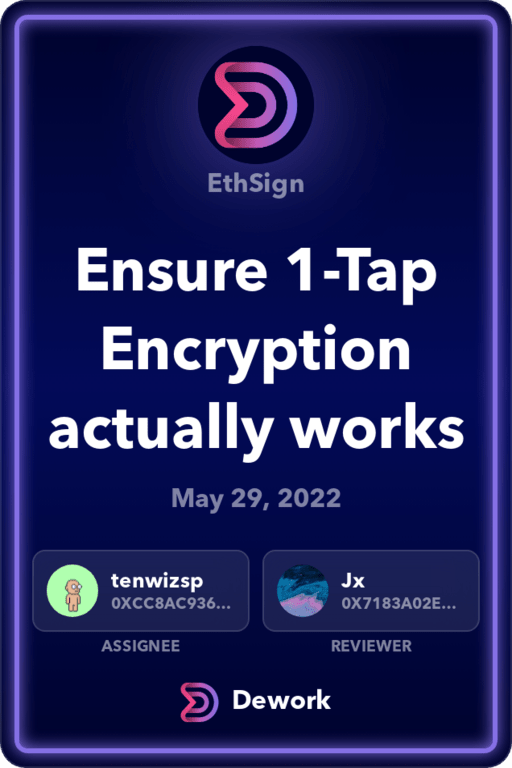 EthSign
Ensure 1-Tap
Encryption
actually works
May 29, 2022
tenwizsp
0XCC8AC936...
ASSIGNEE
Jx
0X7183A02E...
REVIEWER
Dework